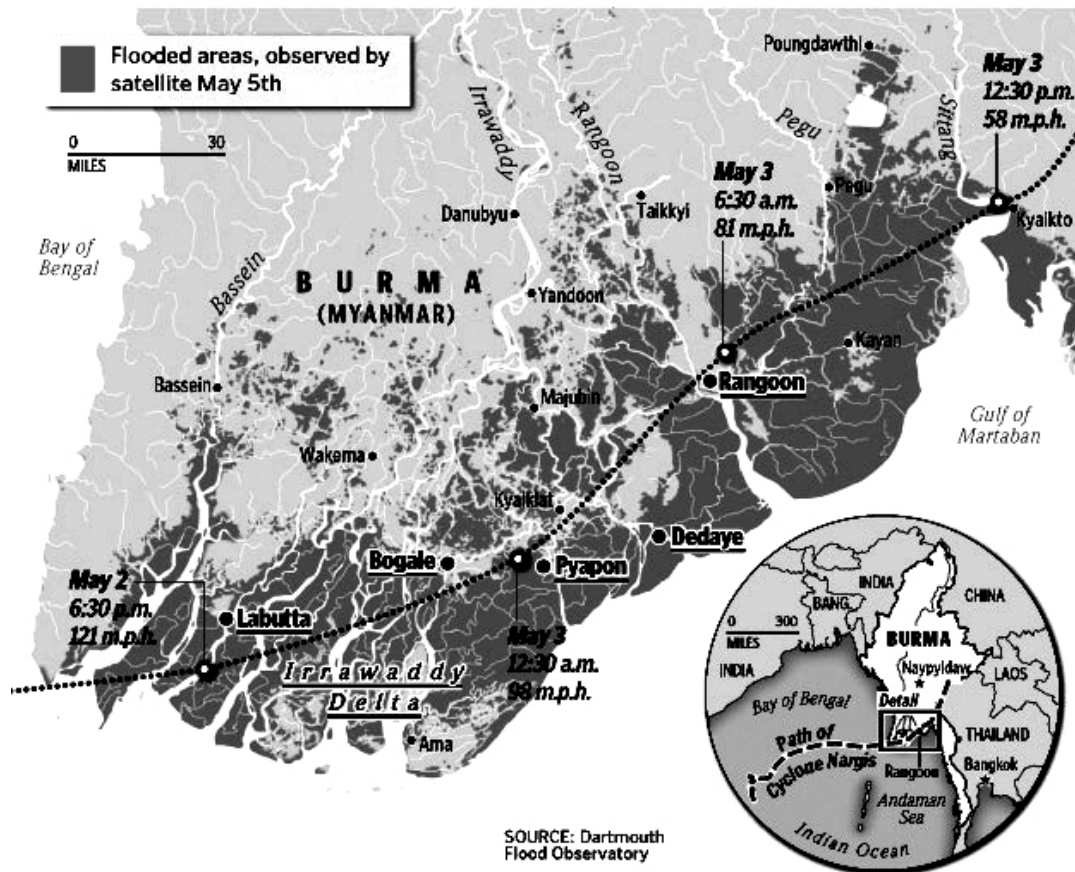 Flooded areas, observed by
satellite May 5th
0 30
MILES
Poungdawthi
May 3
12:30 p.m.
58 m.p.h.
Irrawaddy
Rangoon
Pegu
Sittang
May 3
6:30 a.m.
81 m.p.h.
Pegu
Kyaikto
Taikkyi
Danubyu
Bay of
Bengal
Bassein
BURMA
(MYANMAR)
Yandoon
Kayan
Bassein
Rangoon
Majubin
Gulf of
Martaban
Wakema
Kyaiklat
Dedaye
Bogale
Pyapon
May 2
6:30 p.m.
121 m.p.h.
Labutta
May 3
12:30 a.m.
98 m.p.h.
Irrawaddy
Delta
Ama
SOURCE: Dartmouth
Flood Observatory
INDIA
CHINA
BANG.
0 300
MILES
BURMA
INDIA
Naypyidaw
LAOS
Bay of Bengal
Detail
Path of
Cyclone Nargis
THAILAND
Rangoon
Bangkok
Andaman
Sea
Indian Ocean